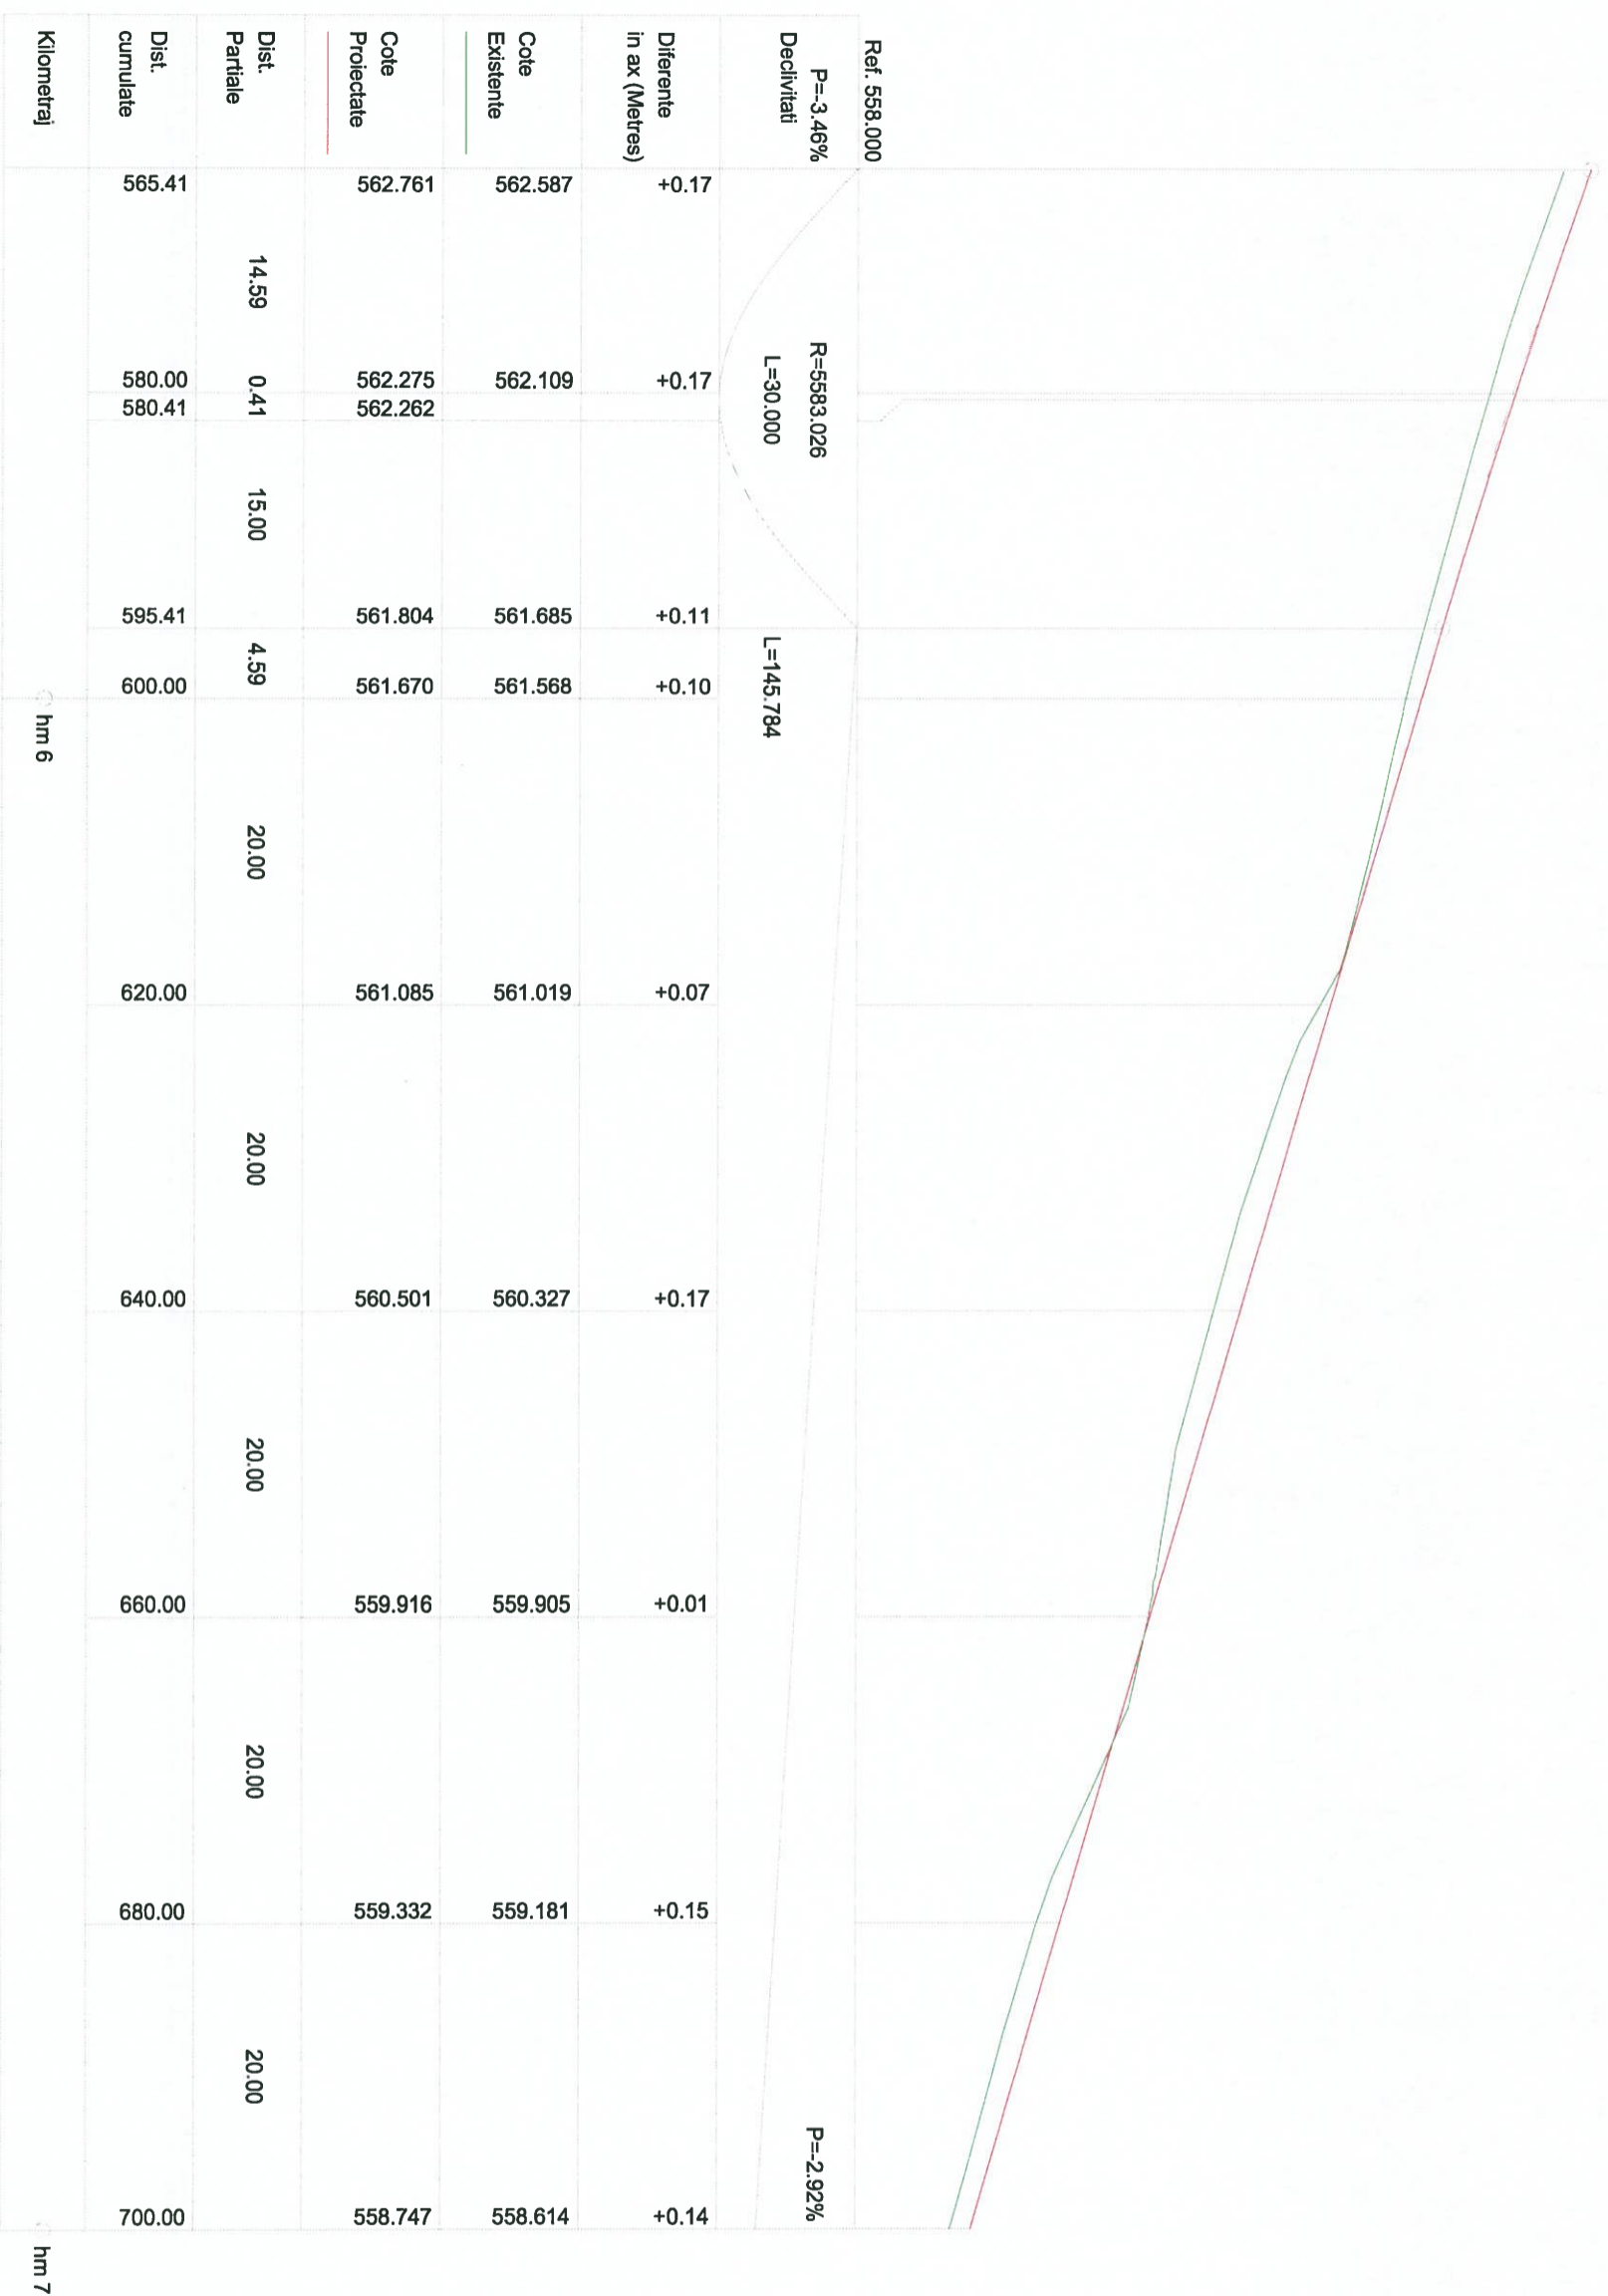 Ref. 558.000
P=-3.46%
Declivitati
R=5583.026
L=30.000
L=145.784
P=-2.92%
Diferente
in ax (Metres)
+0.17
+0.17
+0.11
+0.10
+0.07
+0.17
+0.01
+0.15
+0.14
Cote
Existente
562.587
562.109
561.685
561.568
561.019
560.327
559.905
559.181
558.614
Cote
Proiectate
562.761
562.275
562.262
561.804
561.670
561.085
560.501
559.916
559.332
558.747
Dist.
Partiale
14.59
0.41
15.00
4.59
20.00
20.00
20.00
20.00
20.00
Dist.
cumulate
565.41
580.00
580.41
595.41
600.00
620.00
640.00
660.00
680.00
700.00
Kilometraj
hm 6
hm 7